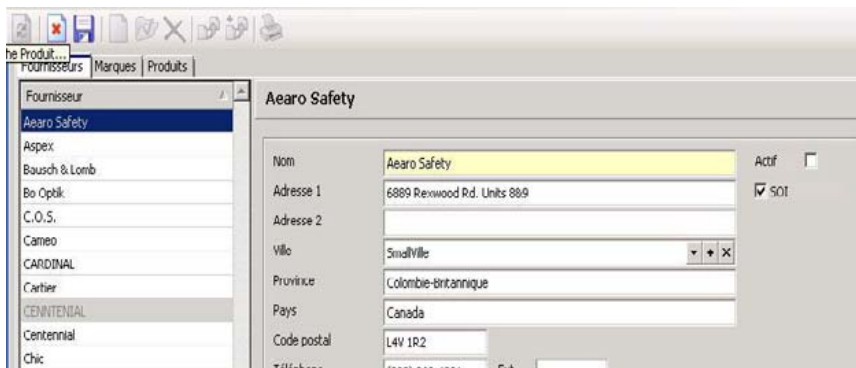 he Produit...
Fournisseurs Marques Produits
Fournisseur
Aearo Safety
Aspex
Bausch & Lomb
Bo Optik
C.O.S.
Cameo
CARDINAL
Cartier
CENNTENIAL
Centennial
Chic
Aearo Safety
Nom Aearo Safety Actif
Adresse 1 6889 Rexwood Rd. Units 8&9 SOI
Adresse 2
Ville SmallVille
Province Colombie-Britannique
Pays Canada
Code postal L4V 1R2
Téléphone Ext